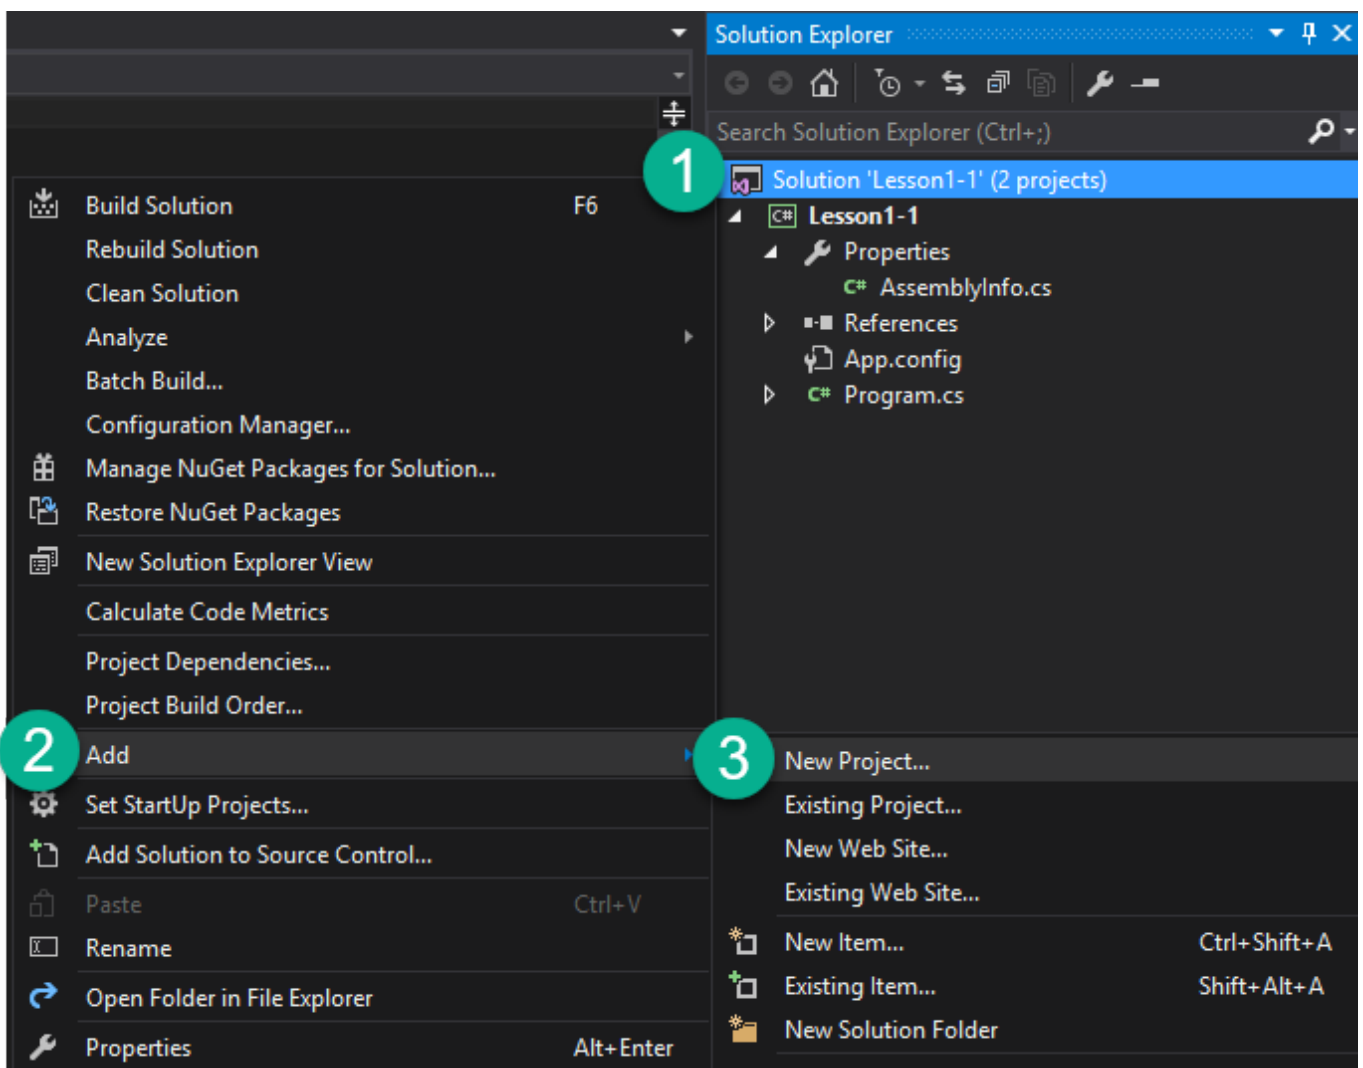 Solution Explorer
Search Solution Explorer (Ctrl+;)
1
Solution 'Lesson1-1' (2 projects)
C# Lesson1-1
Properties
C# AssemblyInfo.cs
References
App.config
C# Program.cs
Build Solution F6
Rebuild Solution
Clean Solution
Analyze
Batch Build...
Configuration Manager...
Manage NuGet Packages for Solution...
Restore NuGet Packages
New Solution Explorer View
Calculate Code Metrics
Project Dependencies...
Project Build Order...
2 Add
Set StartUp Projects...
Add Solution to Source Control...
Paste Ctrl+V
Rename
Open Folder in File Explorer
Properties Alt+Enter
3 New Project...
Existing Project...
New Web Site...
Existing Web Site...
New Item... Ctrl+Shift+A
Existing Item... Shift+Alt+A
New Solution Folder